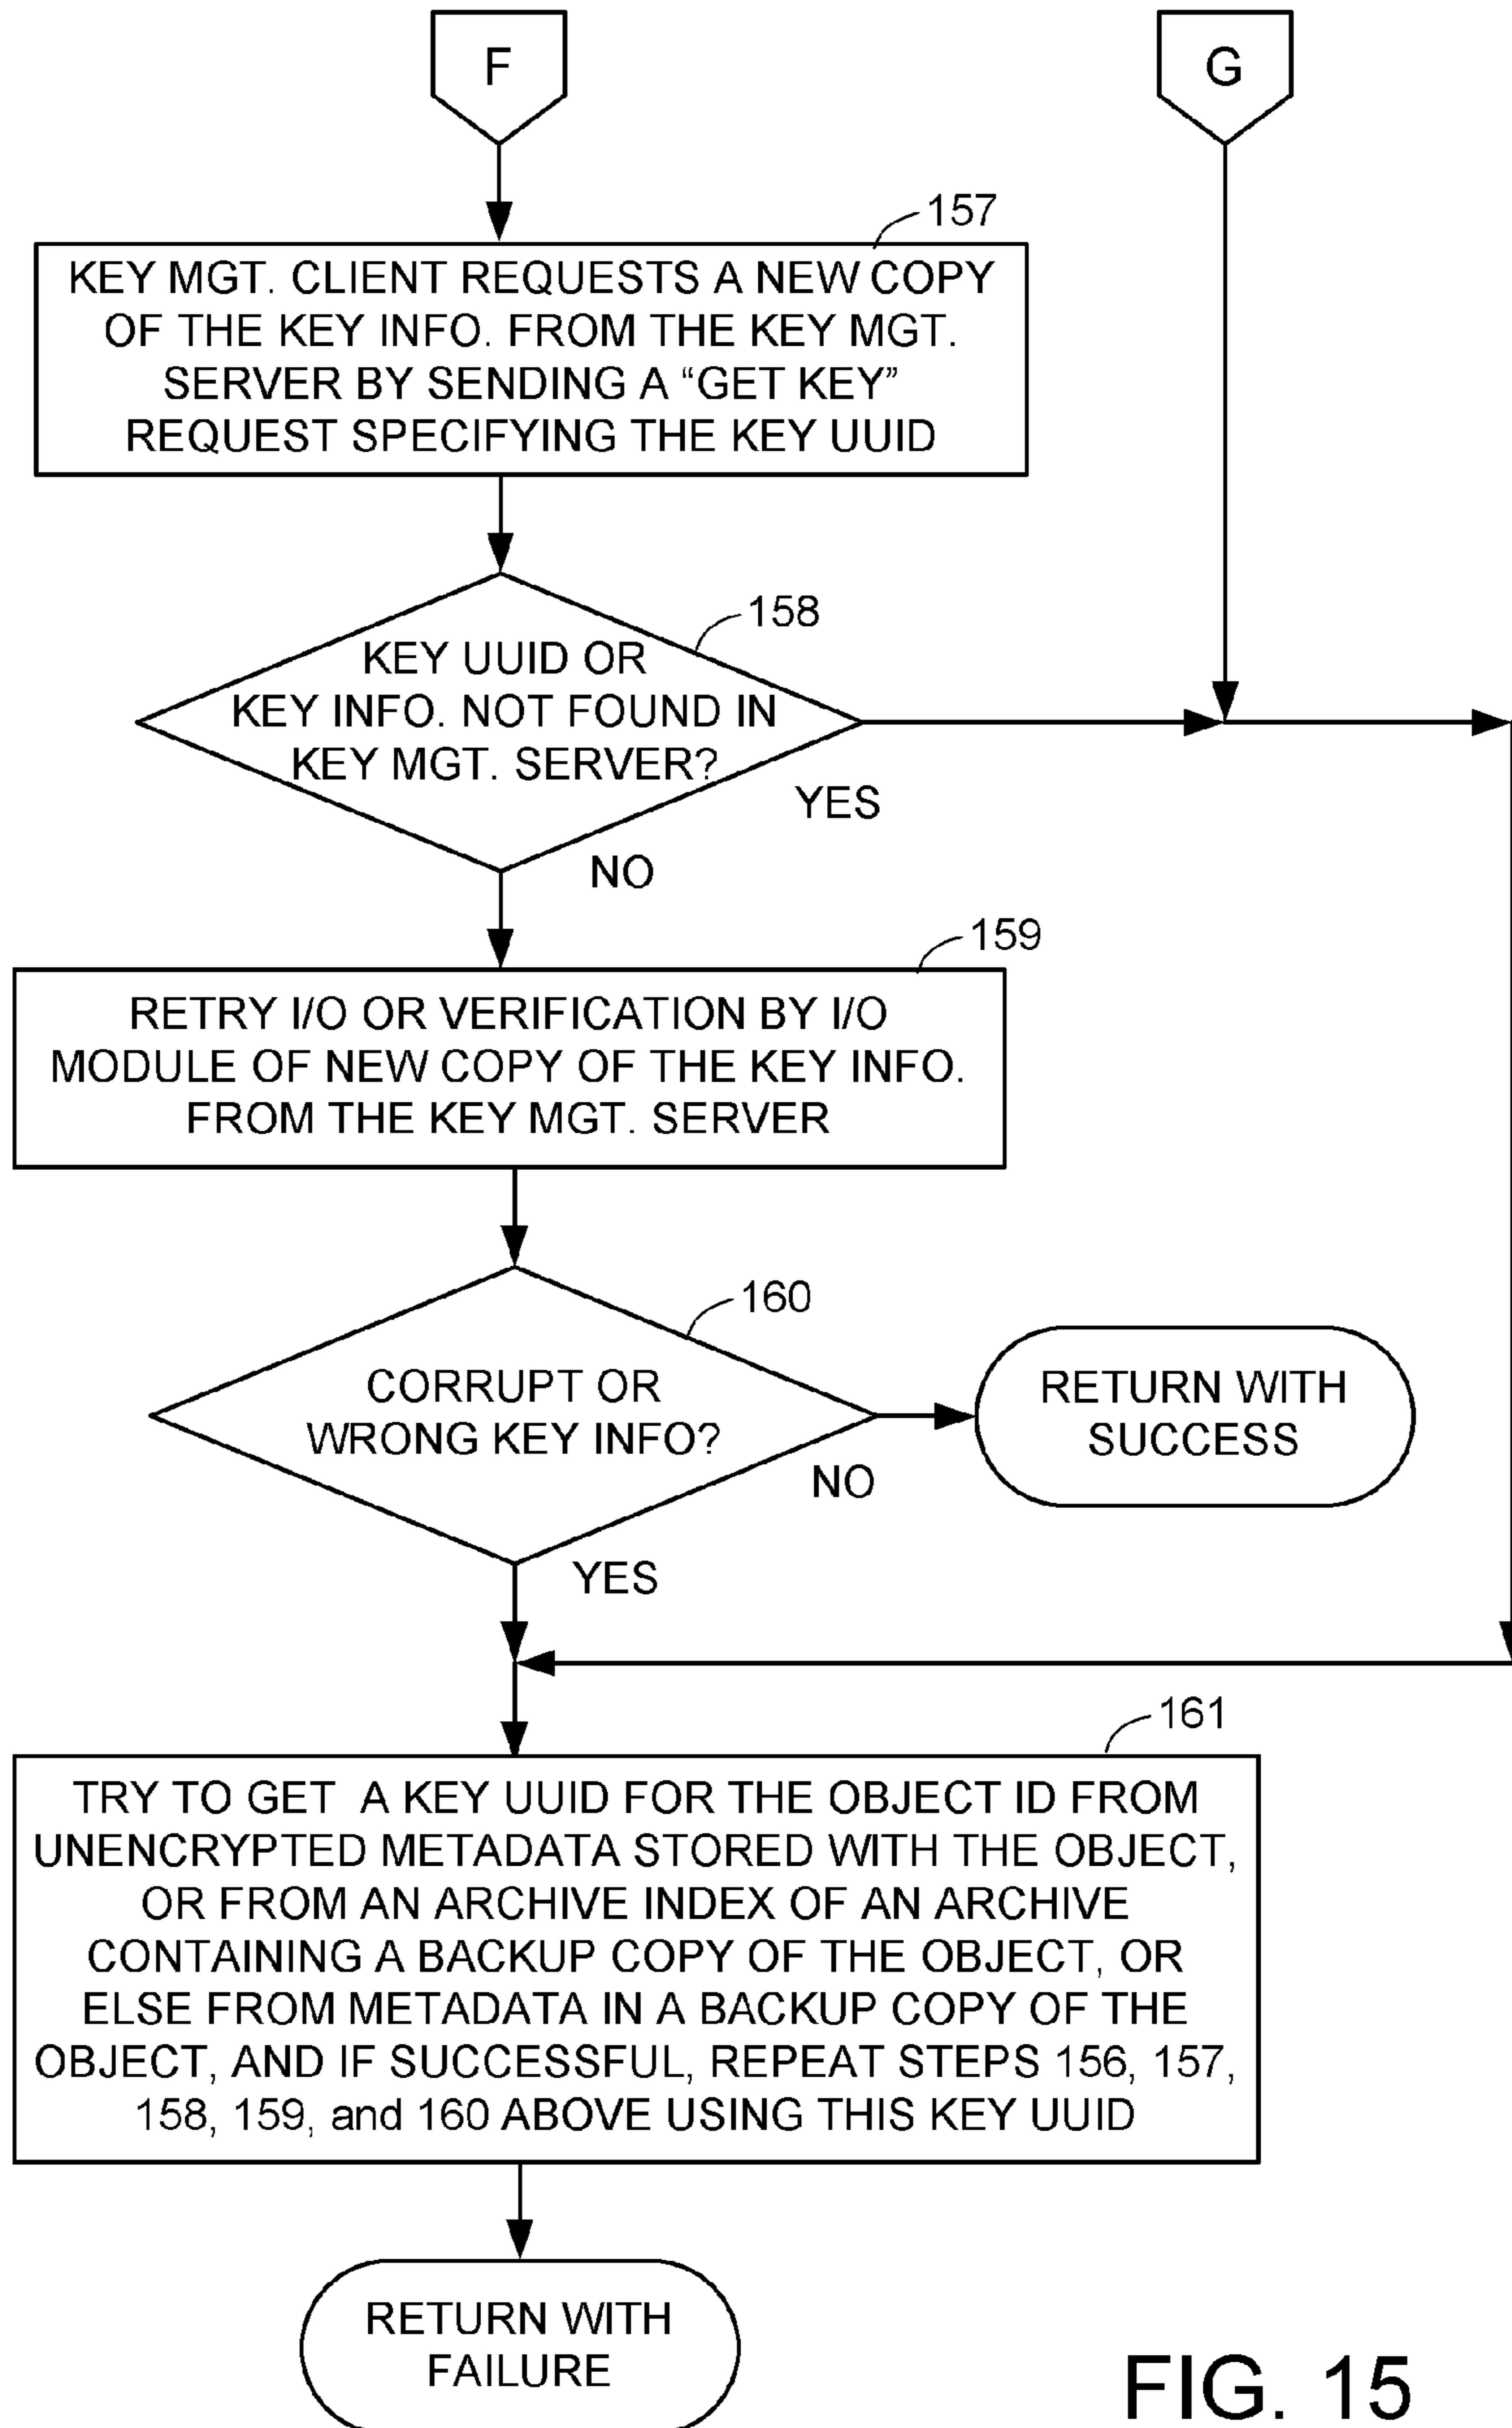 F
G
157
KEY MGT. CLIENT REQUESTS A NEW COPY
OF THE KEY INFO. FROM THE KEY MGT.
SERVER BY SENDING A “GET KEY”
REQUEST SPECIFYING THE KEY UUID
158
KEY UUID OR
KEY INFO. NOT FOUND IN
KEY MGT. SERVER?
YES
NO
159
RETRY I/O OR VERIFICATION BY I/O
MODULE OF NEW COPY OF THE KEY INFO.
FROM THE KEY MGT. SERVER
160
CORRUPT OR
WRONG KEY INFO?
NO
RETURN WITH
SUCCESS
YES
161
TRY TO GET A KEY UUID FOR THE OBJECT ID FROM
UNENCRYPTED METADATA STORED WITH THE OBJECT,
OR FROM AN ARCHIVE INDEX OF AN ARCHIVE
CONTAINING A BACKUP COPY OF THE OBJECT, OR
ELSE FROM METADATA IN A BACKUP COPY OF THE
OBJECT, AND IF SUCCESSFUL, REPEAT STEPS 156, 157,
158, 159, and 160 ABOVE USING THIS KEY UUID
RETURN WITH
FAILURE
FIG. 15